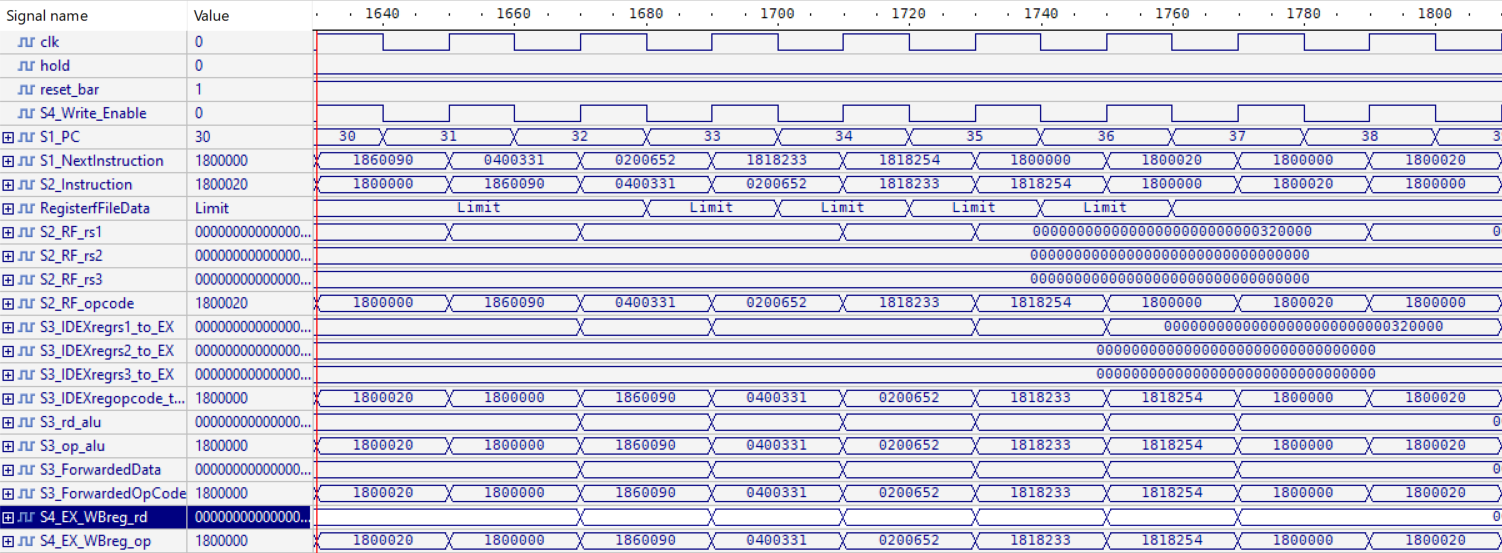 Signal name Value 1640 1660 1680 1700 1720 1740 1760 1780 1800
clk 0
hold 0
reset_bar 1
S4_Write_Enable 0
S1_PC 30 30 31 32 33 34 35 36 37 38 3
S1_NextInstruction 1800000 1860090 0400331 0200652 1818233 1818254 1800000 1800020 1800000 1800020
S2_Instruction 1800020 1800000 1860090 0400331 0200652 1818233 1818254 1800000 1800020 1800000
RegisterfFileData Limit Limit Limit Limit Limit Limit
S2_RF_rs1 00000000000000... 00000000000000000000000000320000 0
S2_RF_rs2 00000000000000... 00000000000000000000000000000000
S2_RF_rs3 00000000000000... 00000000000000000000000000000000
S2_RF_opcode 1800020 1800000 1860090 0400331 0200652 1818233 1818254 1800000 1800020 1800000
S3_IDEXregrs1_to_EX 00000000000000... 00000000000000000000000000320000
S3_IDEXregrs2_to_EX 00000000000000... 00000000000000000000000000000000
S3_IDEXregrs3_to_EX 00000000000000... 00000000000000000000000000000000
S3_IDEXregopcode_t... 1800000 1800020 1800000 1860090 0400331 0200652 1818233 1818254 1800000 1800020
S3_rd_alu 00000000000000... 0
S3_op_alu 1800000 1800020 1800000 1860090 0400331 0200652 1818233 1818254 1800000 1800020
S3_ForwardedData 00000000000000... 0
S3_ForwardedOpCode 1800000 1800020 1800000 1860090 0400331 0200652 1818233 1818254 1800000 1800020
S4_EX_WBreg_rd 00000000000000... 0
S4_EX_WBreg_op 1800000 1800020 1800000 1860090 0400331 0200652 1818233 1818254 1800000 1800020